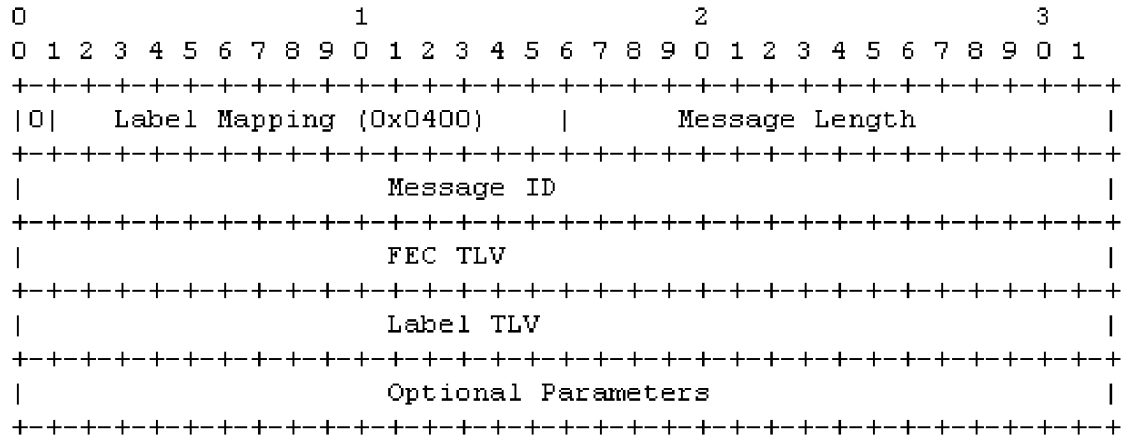 0                   1                   2                   3
0 1 2 3 4 5 6 7 8 9 0 1 2 3 4 5 6 7 8 9 0 1 2 3 4 5 6 7 8 9 0 1
+-+-+-+-+-+-+-+-+-+-+-+-+-+-+-+-+-+-+-+-+-+-+-+-+-+-+-+-+-+-+-+-+
|0|   Label Mapping (0x0400)    |      Message Length           |
+-+-+-+-+-+-+-+-+-+-+-+-+-+-+-+-+-+-+-+-+-+-+-+-+-+-+-+-+-+-+-+-+
|                     Message ID                                |
+-+-+-+-+-+-+-+-+-+-+-+-+-+-+-+-+-+-+-+-+-+-+-+-+-+-+-+-+-+-+-+-+
|                     FEC TLV                                   |
+-+-+-+-+-+-+-+-+-+-+-+-+-+-+-+-+-+-+-+-+-+-+-+-+-+-+-+-+-+-+-+-+
|                     Label TLV                                 |
+-+-+-+-+-+-+-+-+-+-+-+-+-+-+-+-+-+-+-+-+-+-+-+-+-+-+-+-+-+-+-+-+
|                     Optional Parameters                       |
+-+-+-+-+-+-+-+-+-+-+-+-+-+-+-+-+-+-+-+-+-+-+-+-+-+-+-+-+-+-+-+-+